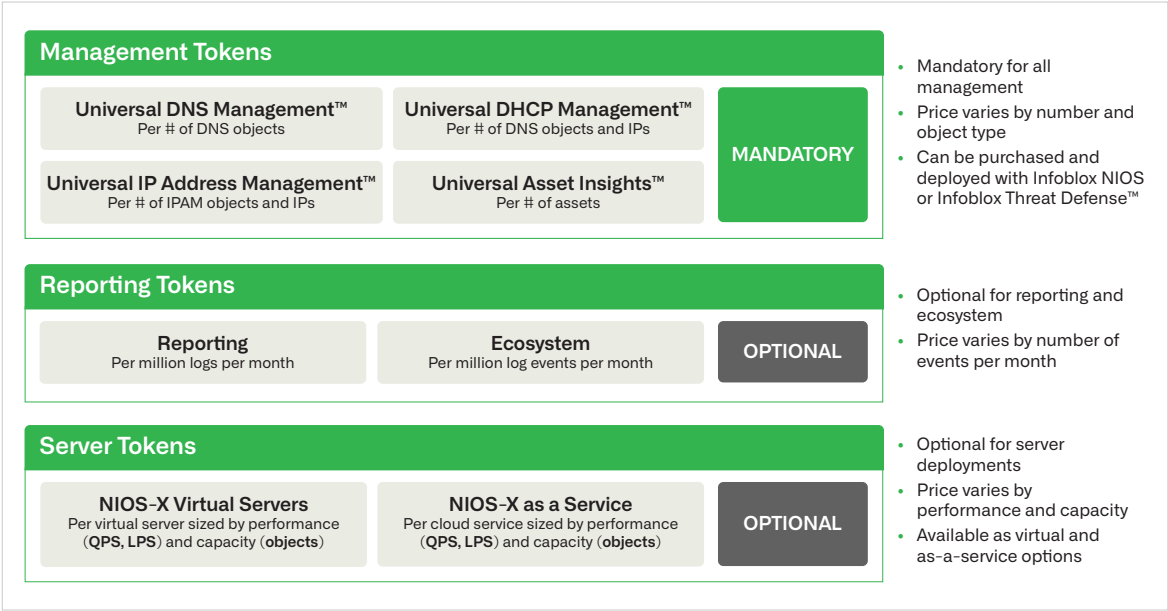 Management Tokens
Universal DNS Management™
Per # of DNS objects
Universal DHCP Management™
Per # of DNS objects and IPs
Universal IP Address Management™
Per # of IPAM objects and IPs
Universal Asset Insights™
Per # of assets
MANDATORY
• Mandatory for all
management
• Price varies by number and
object type
• Can be purchased and
deployed with Infoblox NIOS
or Infoblox Threat Defense™
Reporting Tokens
Reporting
Per million logs per month
Ecosystem
Per million log events per month
OPTIONAL
• Optional for reporting and
ecosystem
• Price varies by number of
events per month
Server Tokens
NIOS-X Virtual Servers
Per virtual server sized by performance
(QPS, LPS) and capacity (objects)
NIOS-X as a Service
Per cloud service sized by performance
(QPS, LPS) and capacity (objects)
OPTIONAL
• Optional for server
deployments
• Price varies by
performance and capacity
• Available as virtual and
as-a-service options